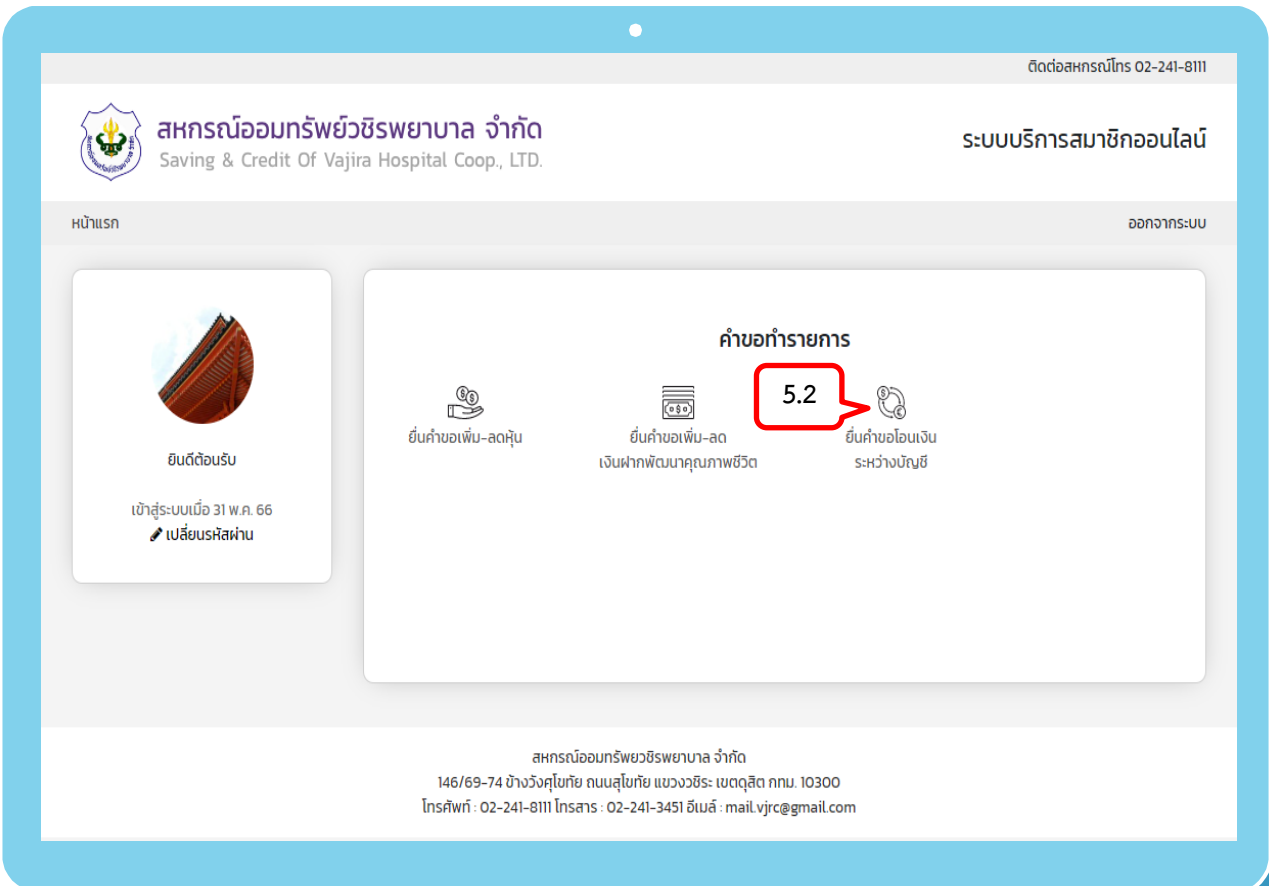 ติดต่อสหกรณ์โทร 02-241-8111
สหกรณ์ออมทรัพย์วชิรพยาบาล จำกัด
Saving & Credit Of Vajira Hospital Coop., LTD.
ระบบบริการสมาชิกออนไลน์
หน้าแรก
ออกจากระบบ
ยินดีต้อนรับ
เข้าสู่ระบบเมื่อ 31 พ.ค. 66
เปลี่ยนรหัสผ่าน
คำขอทำรายการ
5.2
ยื่นคำขอเพิ่ม-ลดหุ้น
ยื่นคำขอเพิ่ม-ลด
เงินฝากพัฒนาคุณภาพชีวิต
ยื่นคำขอโอนเงิน
ระหว่างบัญชี
สหกรณ์ออมทรัพยวชิรพยาบาล จำกัด
146/69-74 ข้างวังศุโขทัย ถนนสุโขทัย แขวงวชิระ เขตดุสิต กทม. 10300
โทรศัพท์ : 02-241-8111 โทรสาร : 02-241-3451 อีเมล์ : mail.vjrc@gmail.com